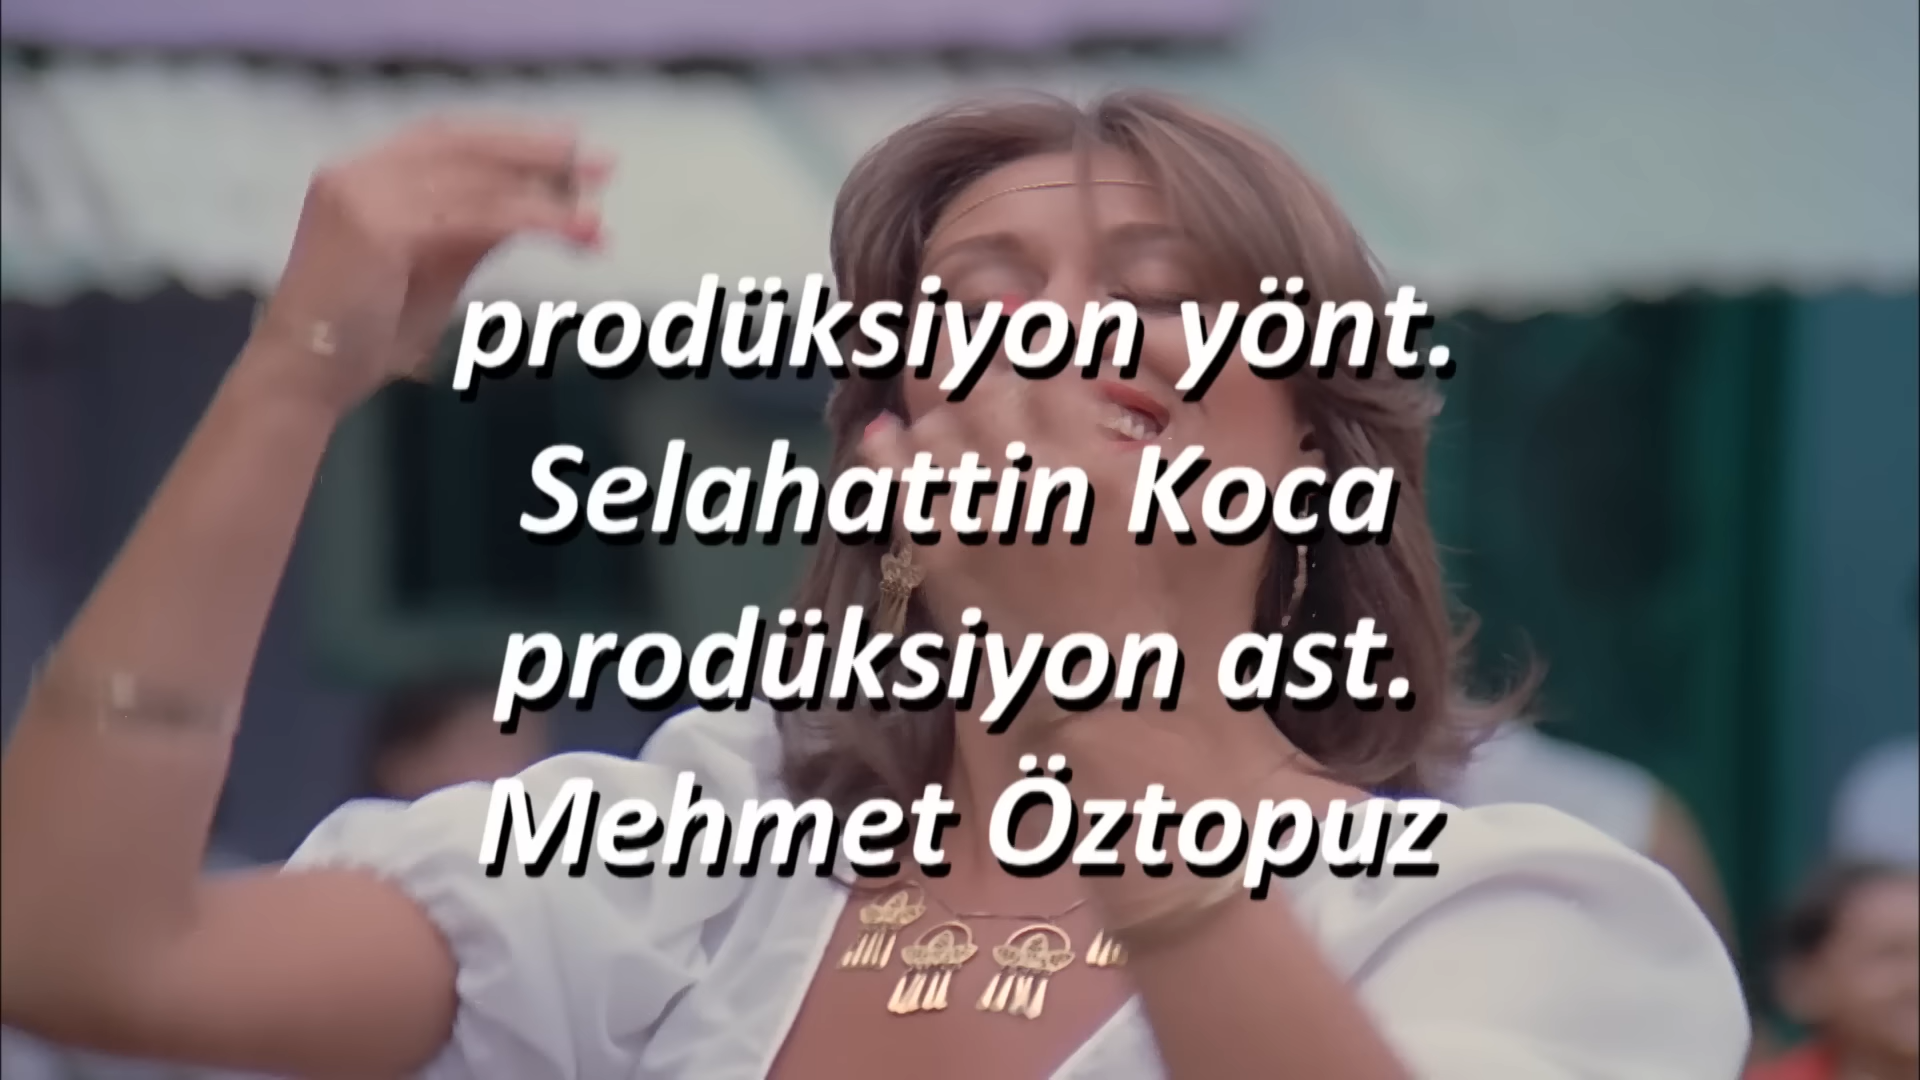 prodüksiyon yönt.
Selahattin Koca
prodüksiyon ast.
Mehmet Öztopuz